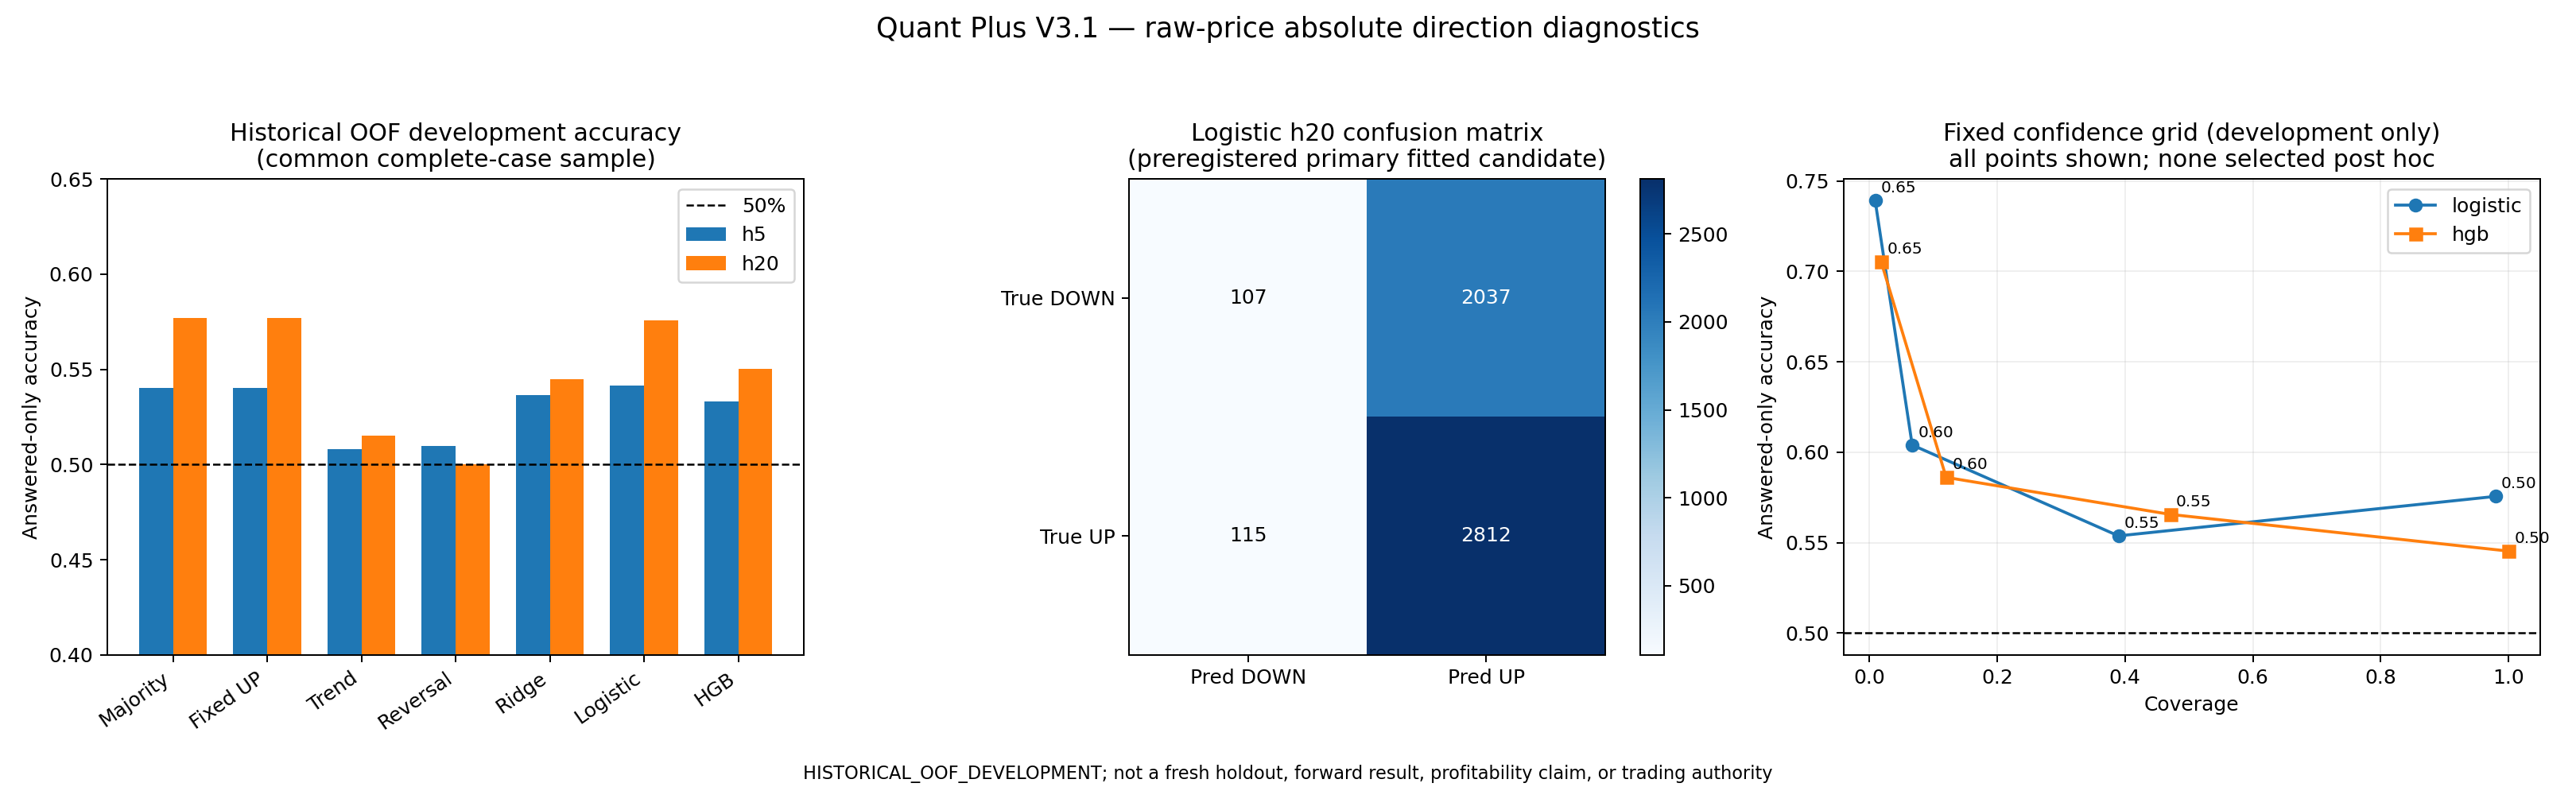 Quant Plus V3.1 — raw-price absolute direction diagnostics
Historical OOF development accuracy
(common complete-case sample)
Answered-only accuracy
0.65
0.60
0.55
0.50
0.45
0.40
50%
h5
h20
Majority
Fixed UP
Trend
Reversal
Ridge
Logistic
HGB
Logistic h20 confusion matrix
(preregistered primary fitted candidate)
True DOWN
True UP
107
2037
115
2812
Pred DOWN
Pred UP
2500
2000
1500
1000
500
Fixed confidence grid (development only)
all points shown; none selected post hoc
Answered-only accuracy
0.75
0.70
0.65
0.60
0.55
0.50
logistic
hgb
0.65
0.65
0.60
0.60
0.55
0.55
0.50
0.50
0.0
0.2
0.4
0.6
0.8
1.0
Coverage
HISTORICAL_OOF_DEVELOPMENT; not a fresh holdout, forward result, profitability claim, or trading authority